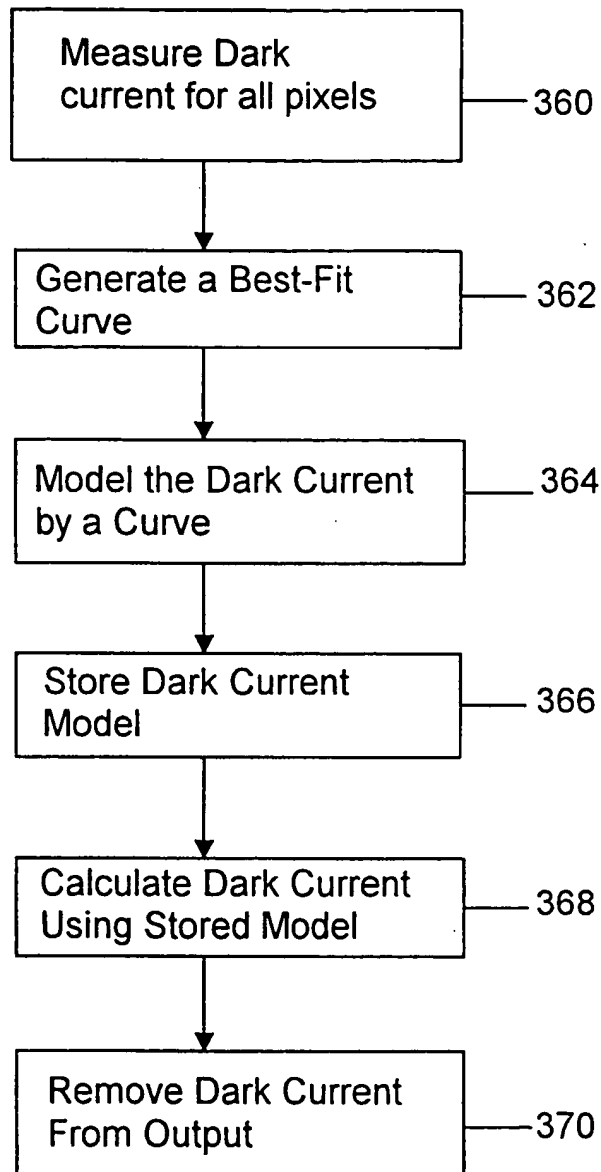 Measure Dark
current for all pixels
360
Generate a Best-Fit
Curve
362
Model the Dark Current
by a Curve
364
Store Dark Current
Model
366
Calculate Dark Current
Using Stored Model
368
Remove Dark Current
From Output
370